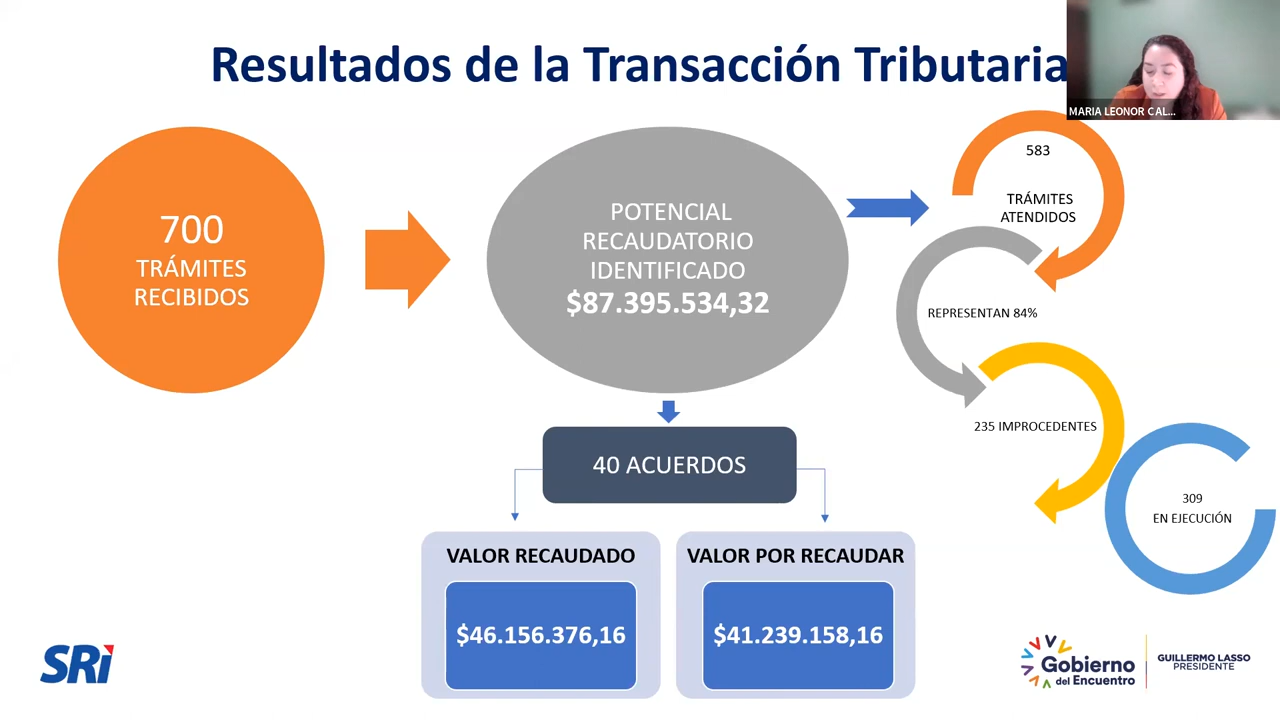 Resultados de la Transacción Tributaria
MARIA LEONOR CAL...
700
TRÁMITES
RECIBIDOS
POTENCIAL
RECAUDATORIO
IDENTIFICADO
$87.395.534,32
583
TRÁMITES
ATENDIDOS
REPRESENTAN 84%
235 IMPROCEDENTES
309
EN EJECUCIÓN
40 ACUERDOS
VALOR RECAUDADO
$46.156.376,16
VALOR POR RECAUDAR
$41.239.158,16
SRi
Gobierno
del Encuentro
GUILLERMO LASSO
PRESIDENTE